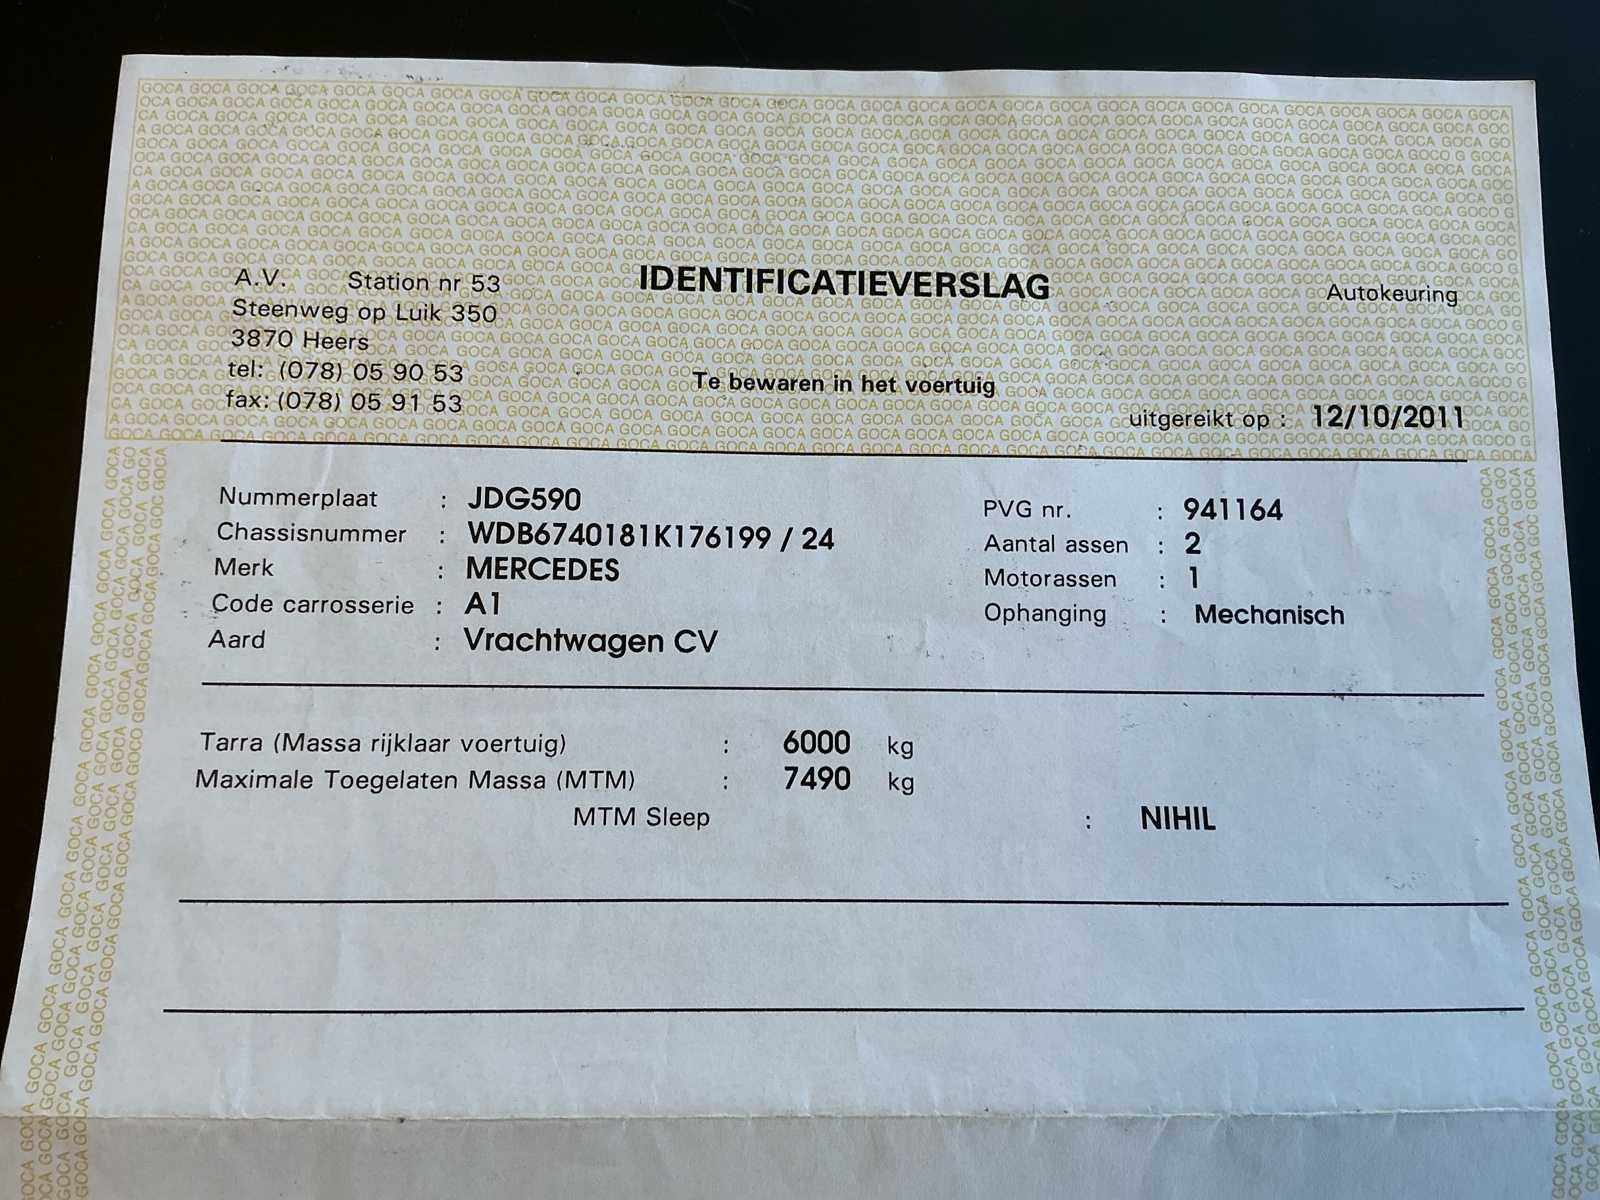 A.V. Station nr 53
Steenweg op Luik 350
3870 Heers
tel: (078) 05 90 53
fax: (078) 05 91 53
IDENTIFICATIEVERSLAG
Te bewaren in het voertuig
Autokeuring
uitgereikt op : 12/10/2011
Nummerplaat : JDG590
Chassisnummer : WDB6740181K176199 / 24
Merk : MERCEDES
Code carrosserie : A1
Aard : Vrachtwagen CV
PVG nr. : 941164
Aantal assen : 2
Motorassen : 1
Ophanging : Mechanisch
Tarra (Massa rijklaar voertuig) : 6000 kg
Maximale Toegelaten Massa (MTM) : 7490 kg
MTM Sleep : NIHIL